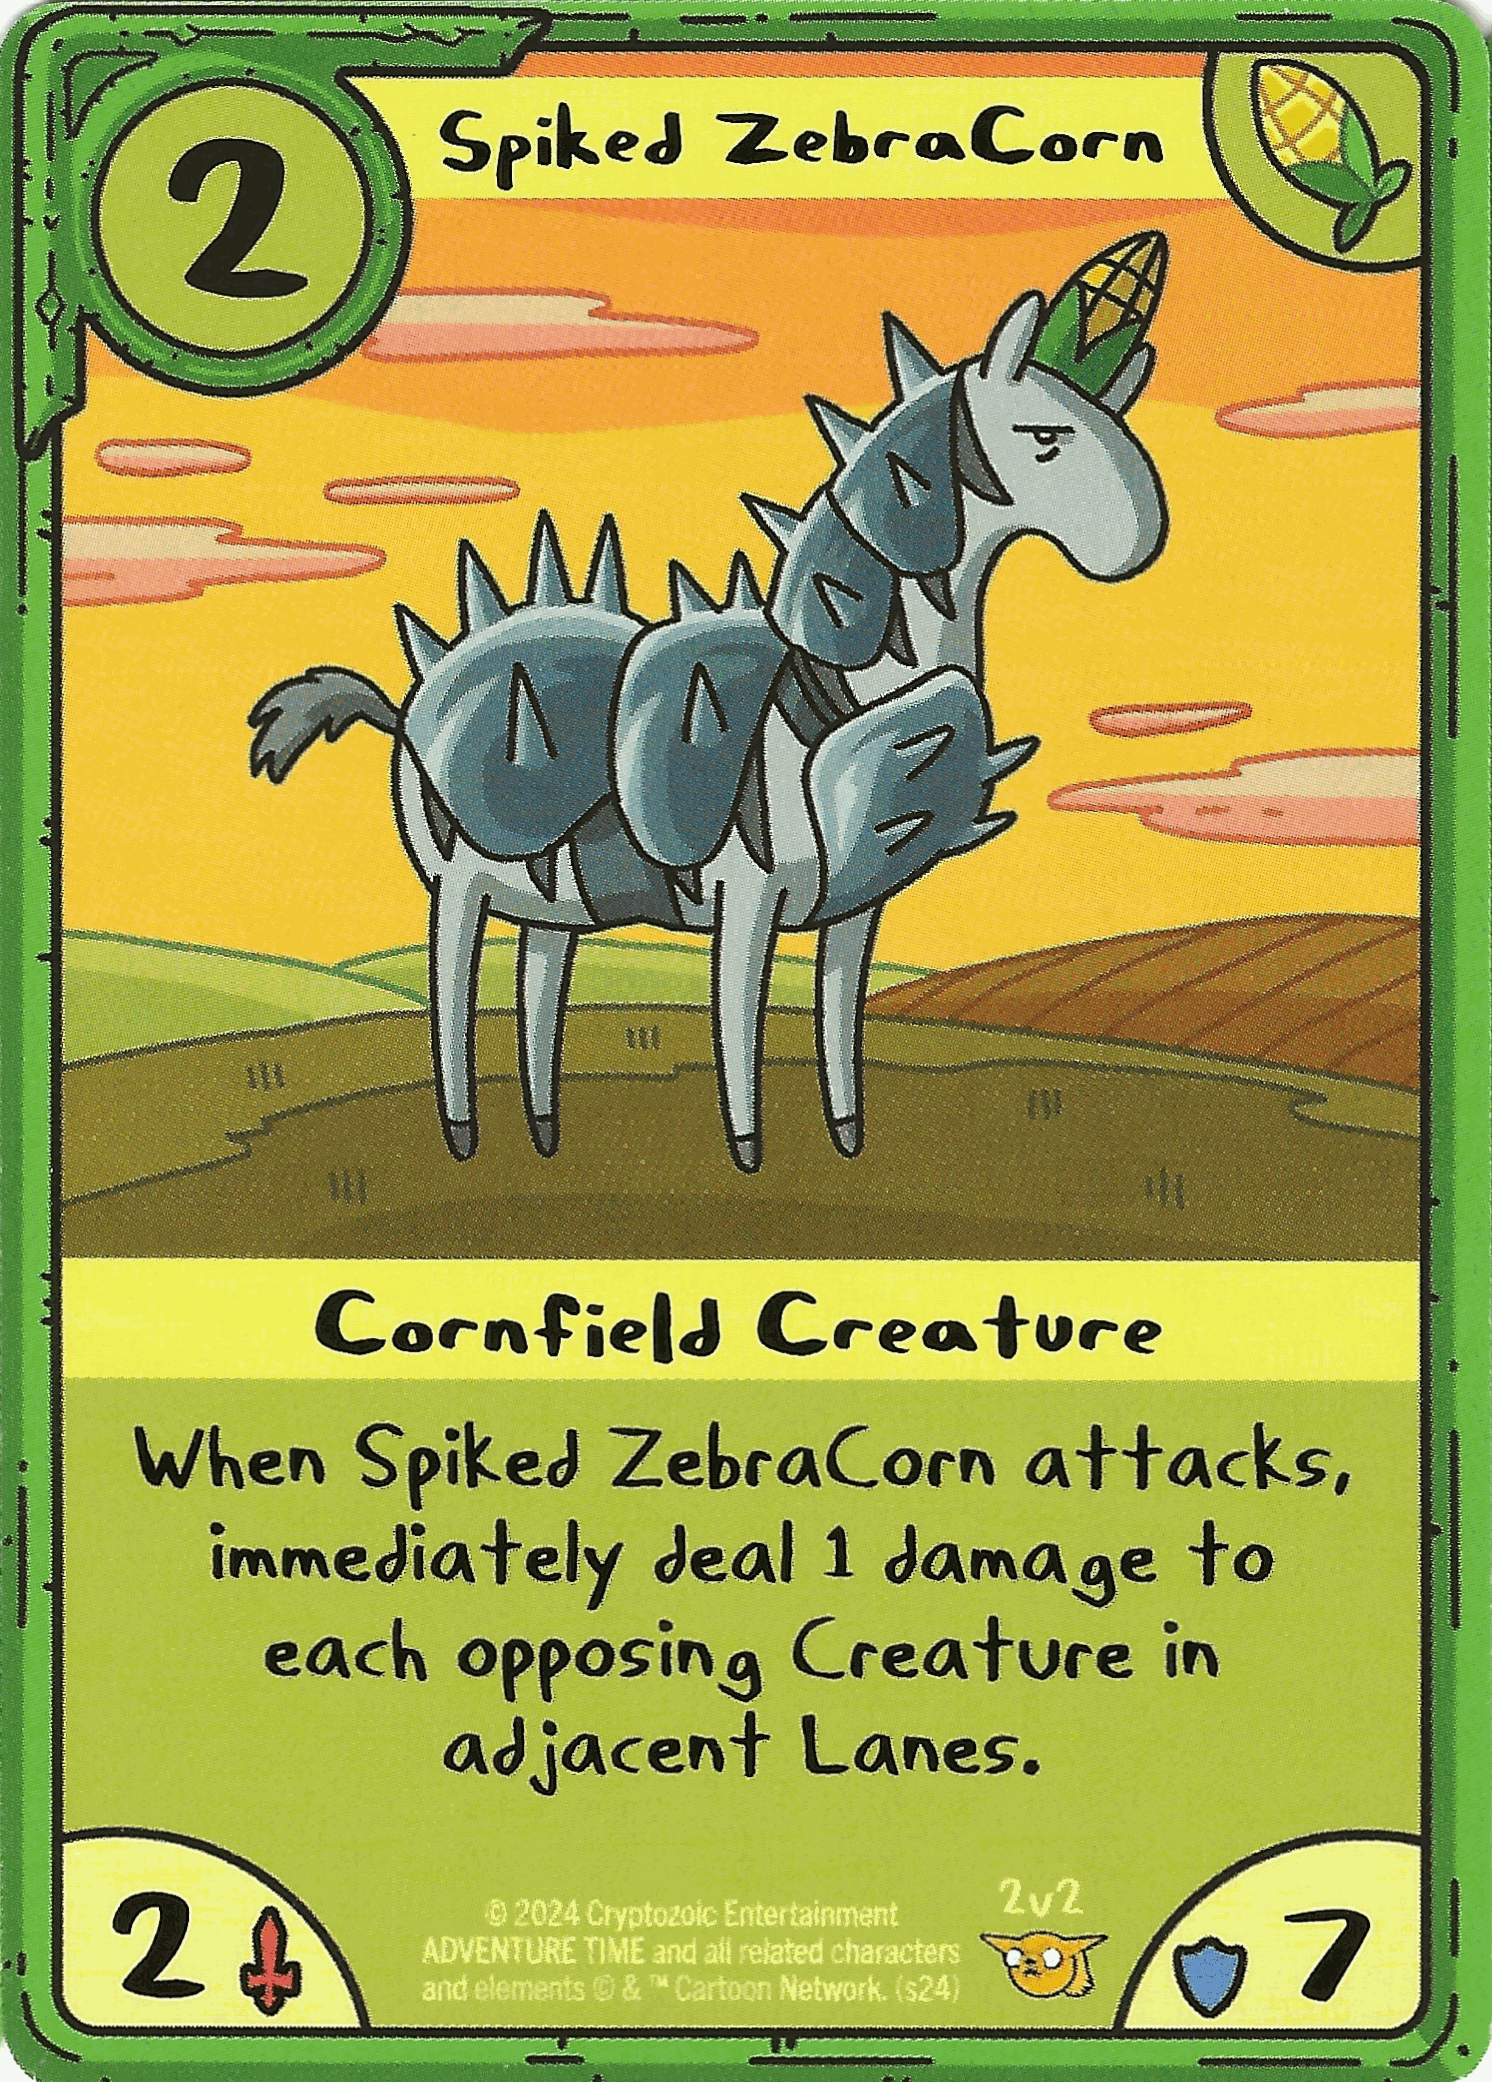 2
Spiked ZebraCorn
Cornfield Creature
When Spiked ZebraCorn attacks,
immediately deal 1 damage to
each opposing Creature in
adjacent Lanes.
2
© 2024 Cryptozoic Entertainment
ADVENTURE TIME and all related characters
and elements © & ™ Cartoon Network. (s24)
2v2
7